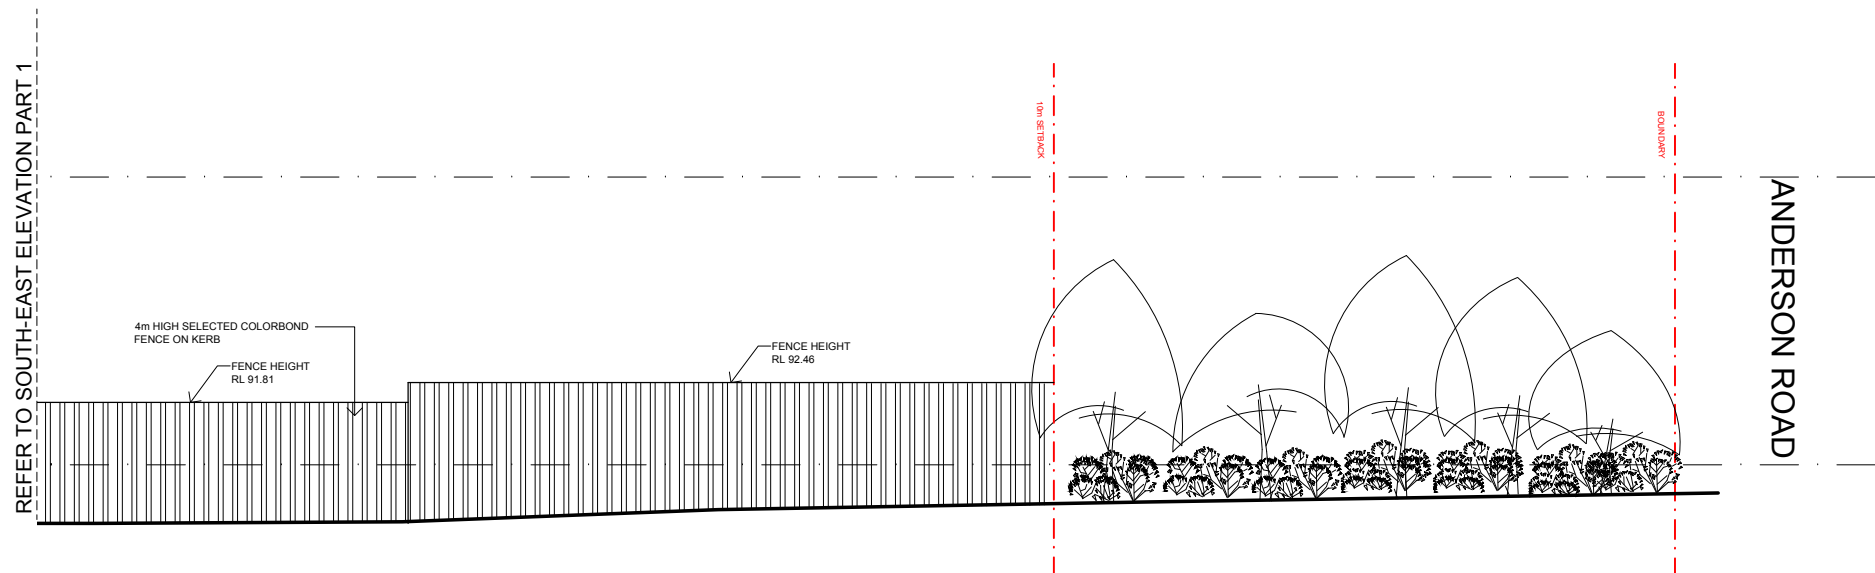 REFER TO SOUTH-EAST ELEVATION PART 1
4m HIGH SELECTED COLORBOND
FENCE ON KERB
FENCE HEIGHT
RL 91.81
FENCE HEIGHT
RL 92.46
10m SETBACK
BOUNDARY
ANDERSON ROAD